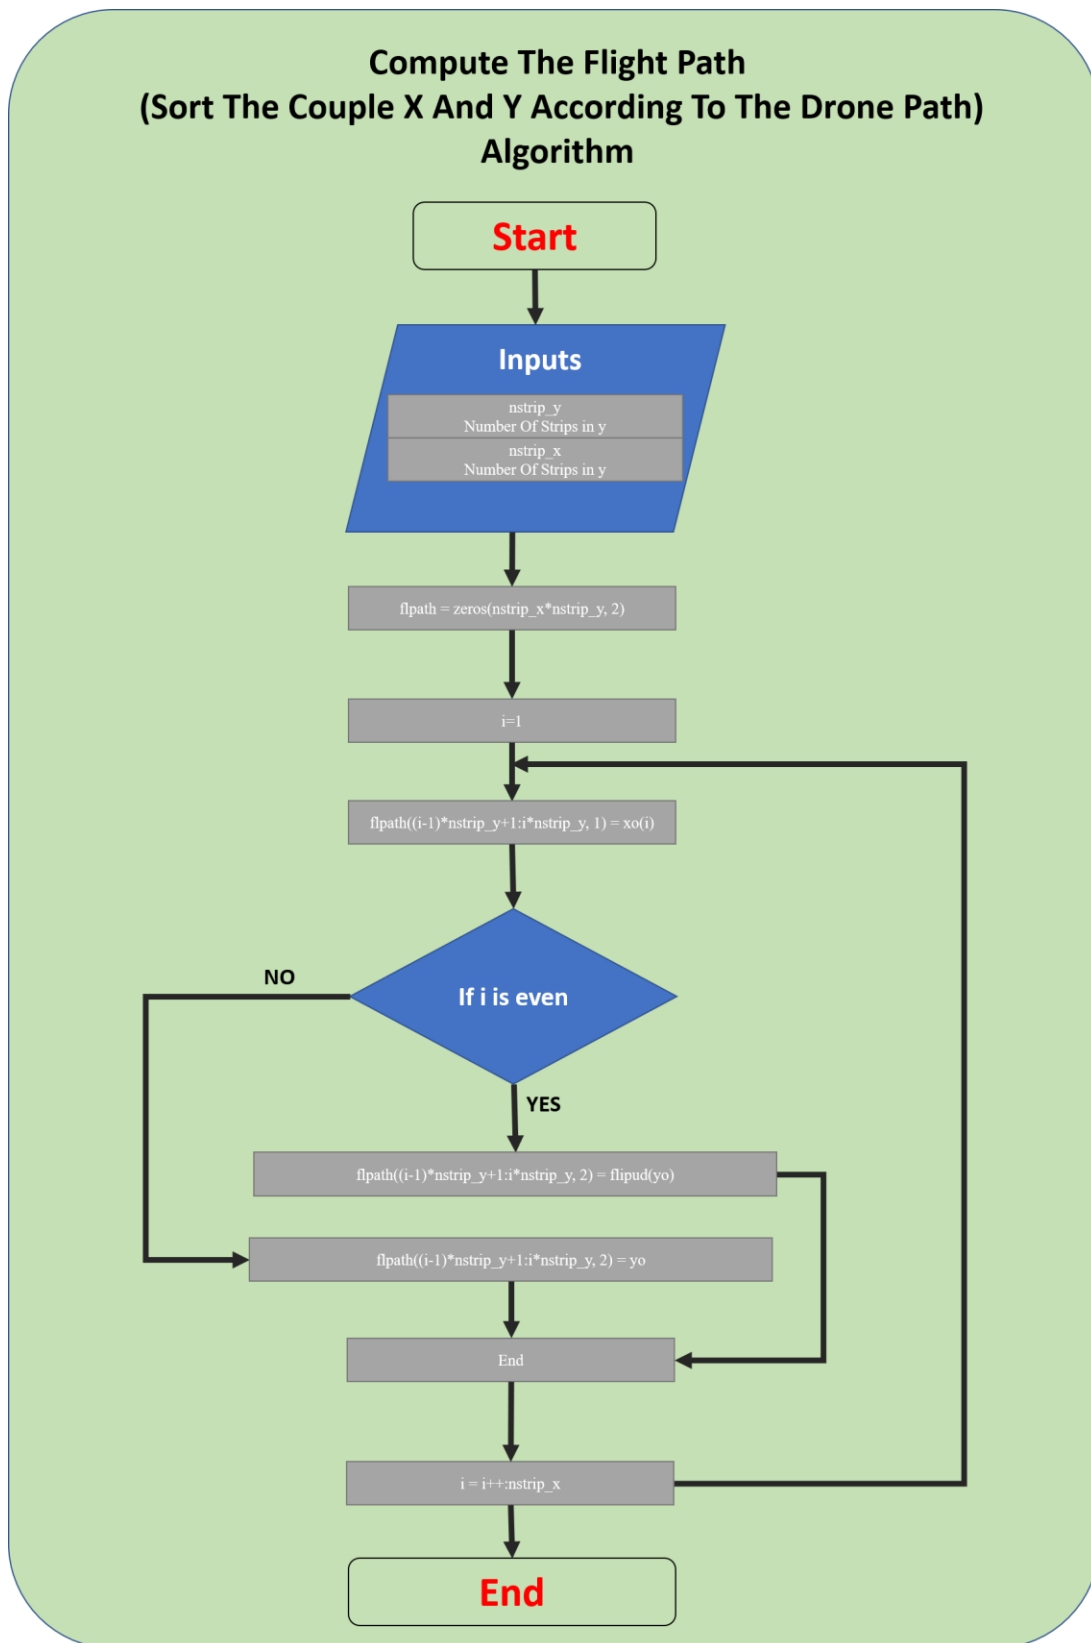 Compute The Flight Path
(Sort The Couple X And Y According To The Drone Path)
Algorithm
Start
Inputs
nstrip_y
Number Of Strips in y
nstrip_x
Number Of Strips in y
flpath = zeros(nstrip_x*nstrip_y, 2)
i=1
flpath((i-1)*nstrip_y+1:i*nstrip_y, 1) = xo(i)
NO
If i is even
YES
flpath((i-1)*nstrip_y+1:i*nstrip_y, 2) = flipud(yo)
flpath((i-1)*nstrip_y+1:i*nstrip_y, 2) = yo
End
i = i++:nstrip_x
End